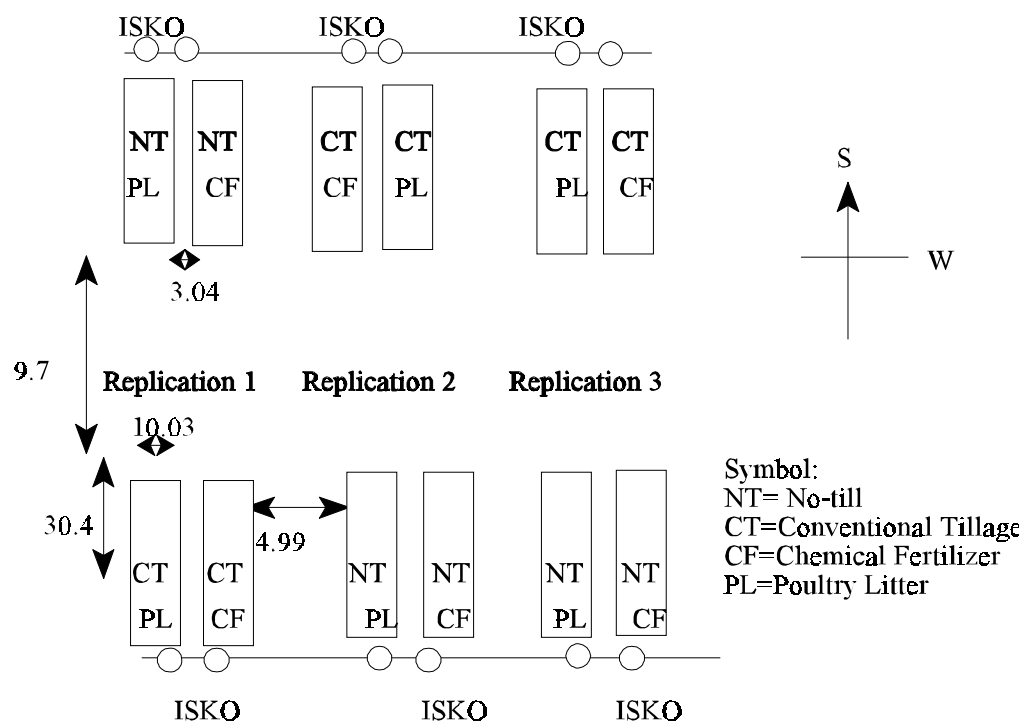 ISKO ISKO ISKO
NT NT CT CT CT CT
PL CF CF PL PL CF
S
W
3.04
9.7
Replication 1 Replication 2 Replication 3
10.03
30.4
4.99
Symbol:
NT= No-till
CT=Conventional Tillage
CF=Chemical Fertilizer
PL=Poultry Litter
CT CT NT NT NT NT
PL CF PL CF PL CF
ISKO ISKO ISKO